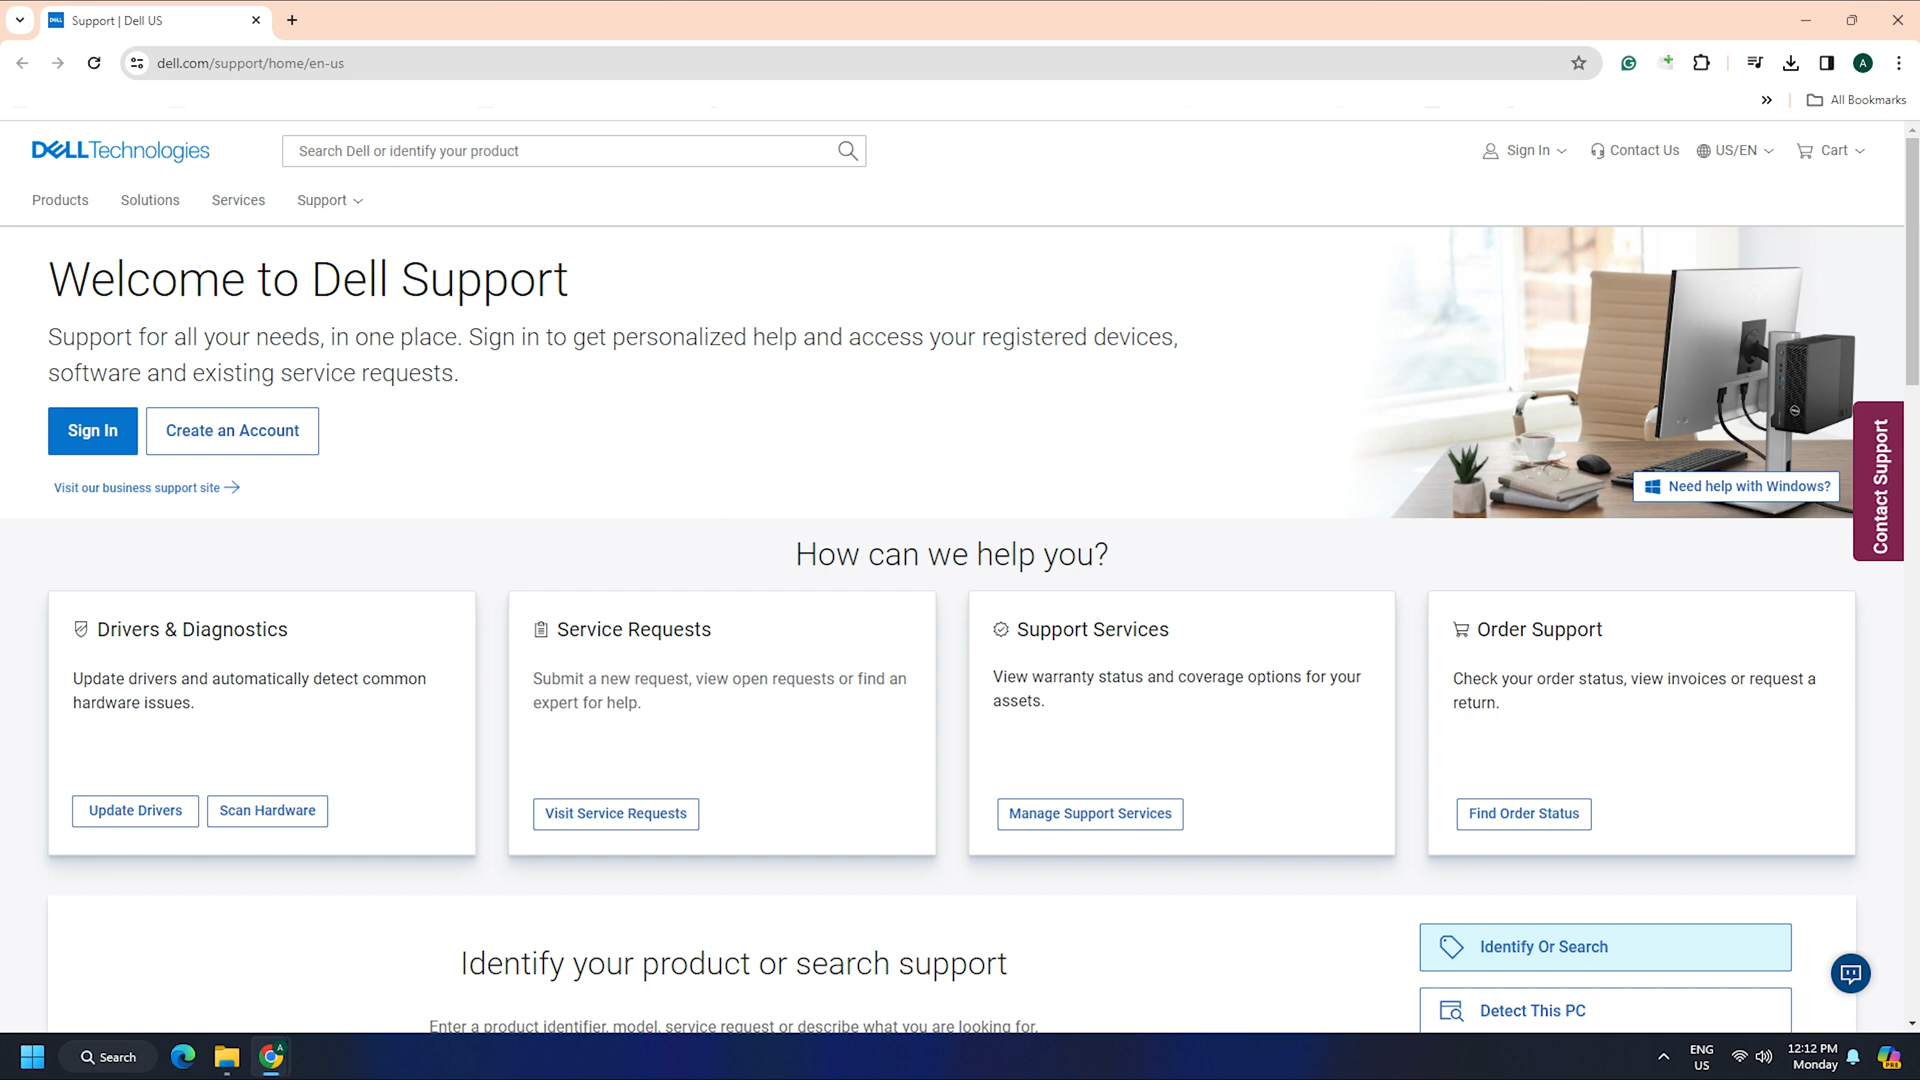 Support | Dell US
dell.com/support/home/en-us
A
All Bookmarks
DELLTechnologies
Search Dell or identify your product
Sign In
Contact Us
US/EN
Cart
Products
Solutions
Services
Support
Welcome to Dell Support
Support for all your needs, in one place. Sign in to get personalized help and access your registered devices,
software and existing service requests.
Sign In
Create an Account
Visit our business support site
Need help with Windows?
Contact Support
How can we help you?
Drivers & Diagnostics
Update drivers and automatically detect common
hardware issues.
Update Drivers
Scan Hardware
Service Requests
Submit a new request, view open requests or find an
expert for help.
Visit Service Requests
Support Services
View warranty status and coverage options for your
assets.
Manage Support Services
Order Support
Check your order status, view invoices or request a
return.
Find Order Status
Identify your product or search support
Enter a product identifier, model, service request or describe what you are looking for.
Identify Or Search
Detect This PC
Search
ENG
US
12:12 PM
Monday
PRE